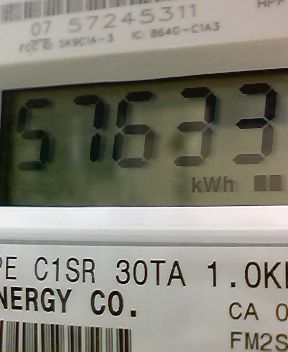 07 57245311
FCC ID: SK9C1A-3 IC: 864G-C1A3
57633
kWh
PE C1SR 30TA 1.0K
NERGY CO.
CA 0
FM2S